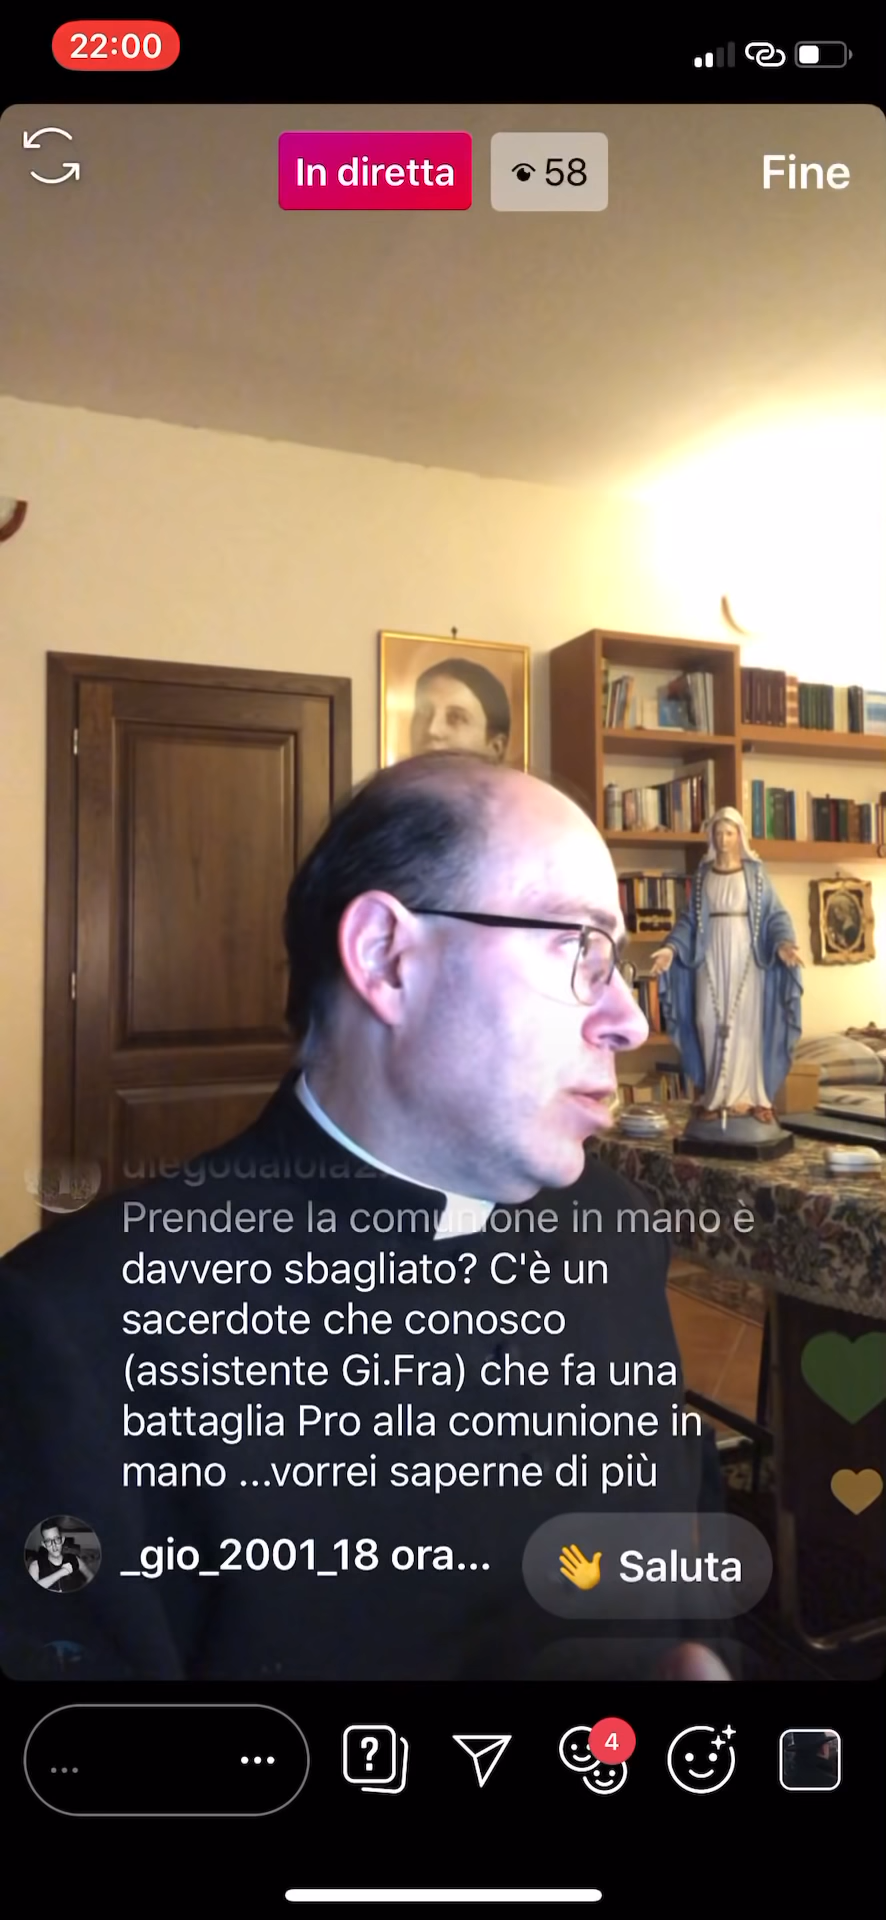 22:00
In diretta
58
Fine
Prendere la comunione in mano è
davvero sbagliato? C'è un
sacerdote che conosco
(assistente Gi.Fra) che fa una
battaglia Pro alla comunione in
mano ...vorrei saperne di più
_gio_2001_18 ora...
👋 Saluta
...
?
4